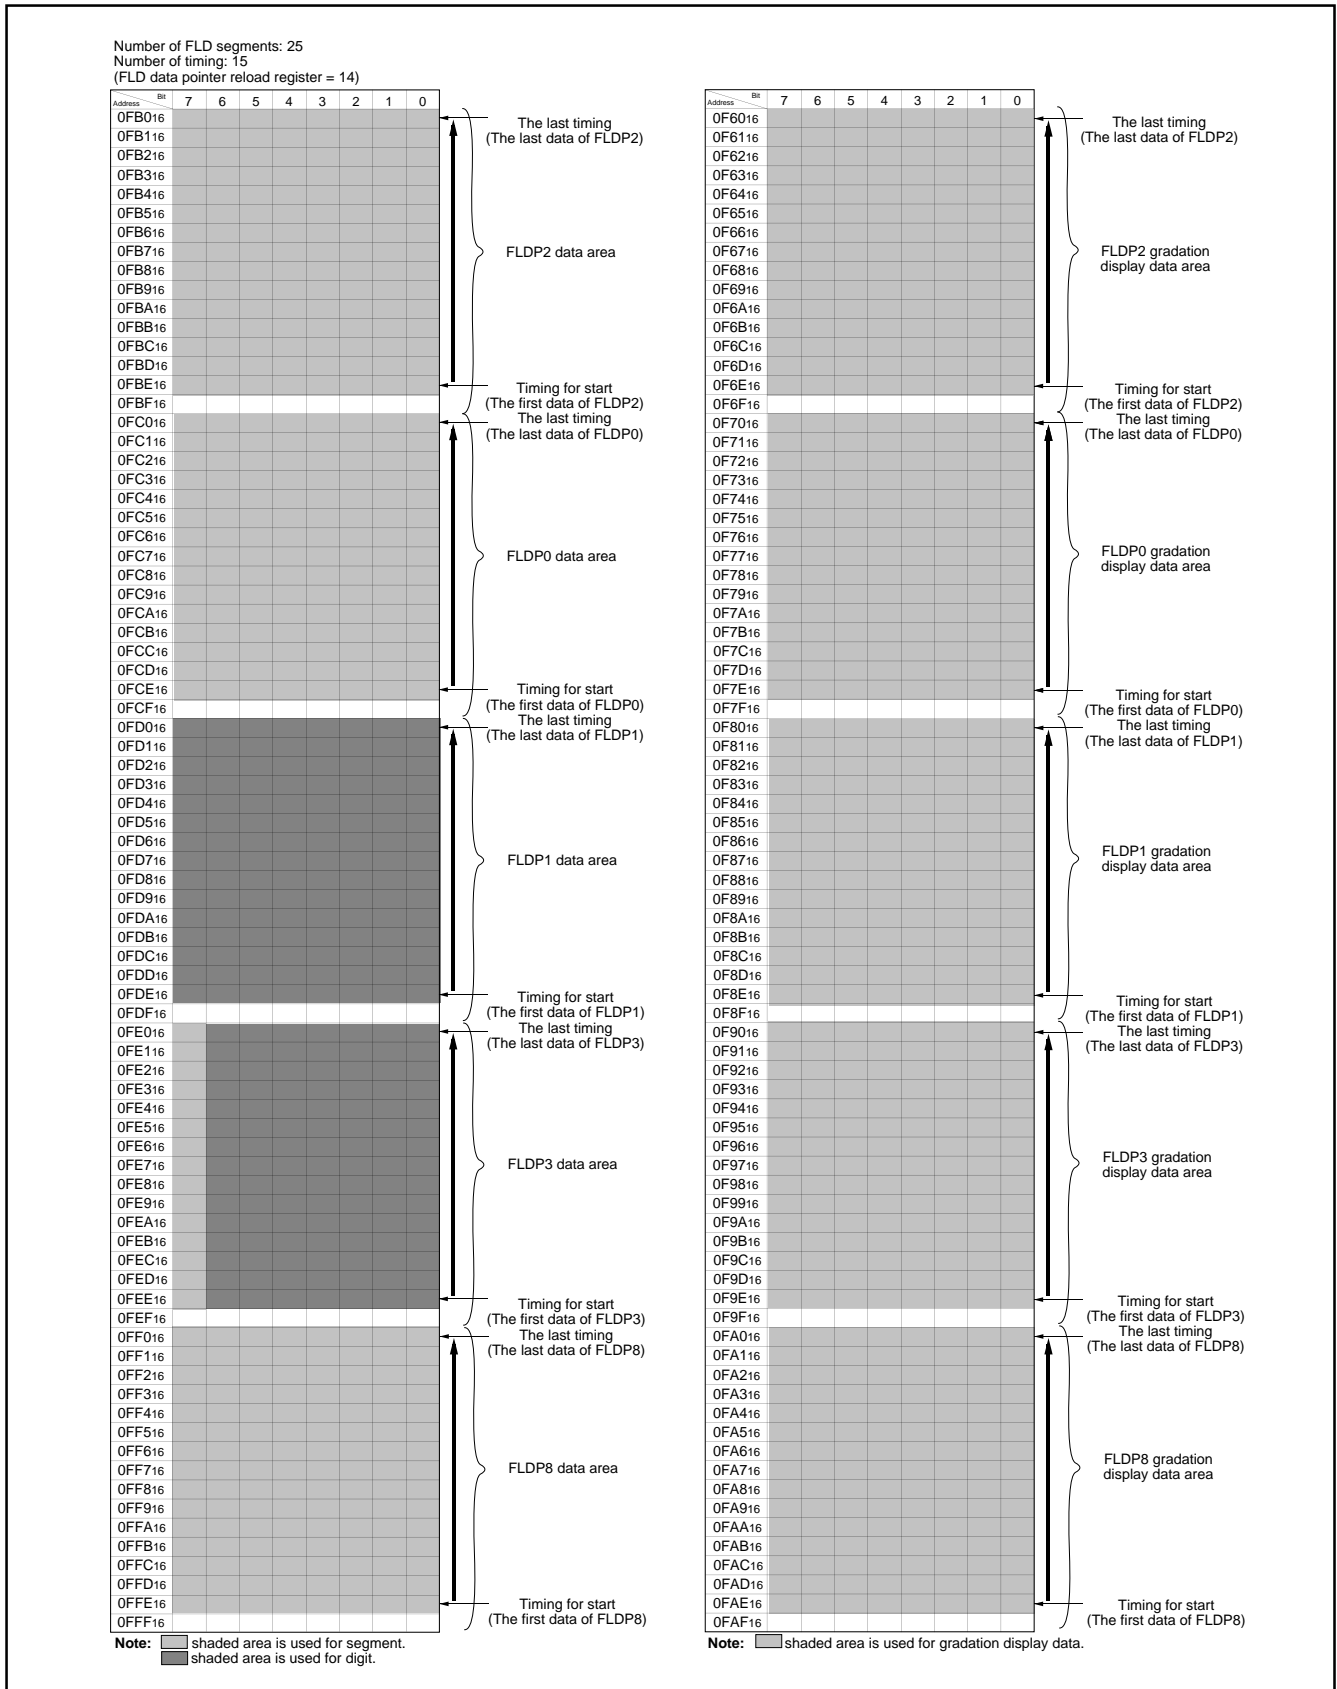 Number of FLD segments: 25
Number of timing: 15
(FLD data pointer reload register = 14)
Bit
Address 7 6 5 4 3 2 1 0
0FB016
0FB116
0FB216
0FB316
0FB416
0FB516
0FB616
0FB716
0FB816
0FB916
0FBA16
0FBB16
0FBC16
0FBD16
0FBE16
0FBF16
0FC016
0FC116
0FC216
0FC316
0FC416
0FC516
0FC616
0FC716
0FC816
0FC916
0FCA16
0FCB16
0FCC16
0FCD16
0FCE16
0FCF16
0FD016
0FD116
0FD216
0FD316
0FD416
0FD516
0FD616
0FD716
0FD816
0FD916
0FDA16
0FDB16
0FDC16
0FDD16
0FDE16
0FDF16
0FE016
0FE116
0FE216
0FE316
0FE416
0FE516
0FE616
0FE716
0FE816
0FE916
0FEA16
0FEB16
0FEC16
0FED16
0FEE16
0FEF16
0FF016
0FF116
0FF216
0FF316
0FF416
0FF516
0FF616
0FF716
0FF816
0FF916
0FFA16
0FFB16
0FFC16
0FFD16
0FFE16
0FFF16
The last timing
(The last data of FLDP2)
FLDP2 data area
Timing for start
(The first data of FLDP2)
The last timing
(The last data of FLDP0)
FLDP0 data area
Timing for start
(The first data of FLDP0)
The last timing
(The last data of FLDP1)
FLDP1 data area
Timing for start
(The first data of FLDP1)
The last timing
(The last data of FLDP3)
FLDP3 data area
Timing for start
(The first data of FLDP3)
The last timing
(The last data of FLDP8)
FLDP8 data area
Timing for start
(The first data of FLDP8)
Note: shaded area is used for segment.
shaded area is used for digit.
Bit
Address 7 6 5 4 3 2 1 0
0F6016
0F6116
0F6216
0F6316
0F6416
0F6516
0F6616
0F6716
0F6816
0F6916
0F6A16
0F6B16
0F6C16
0F6D16
0F6E16
0F6F16
0F7016
0F7116
0F7216
0F7316
0F7416
0F7516
0F7616
0F7716
0F7816
0F7916
0F7A16
0F7B16
0F7C16
0F7D16
0F7E16
0F7F16
0F8016
0F8116
0F8216
0F8316
0F8416
0F8516
0F8616
0F8716
0F8816
0F8916
0F8A16
0F8B16
0F8C16
0F8D16
0F8E16
0F8F16
0F9016
0F9116
0F9216
0F9316
0F9416
0F9516
0F9616
0F9716
0F9816
0F9916
0F9A16
0F9B16
0F9C16
0F9D16
0F9E16
0F9F16
0FA016
0FA116
0FA216
0FA316
0FA416
0FA516
0FA616
0FA716
0FA816
0FA916
0FAA16
0FAB16
0FAC16
0FAD16
0FAE16
0FAF16
The last timing
(The last data of FLDP2)
FLDP2 gradation
display data area
Timing for start
(The first data of FLDP2)
The last timing
(The last data of FLDP0)
FLDP0 gradation
display data area
Timing for start
(The first data of FLDP0)
The last timing
(The last data of FLDP1)
FLDP1 gradation
display data area
Timing for start
(The first data of FLDP1)
The last timing
(The last data of FLDP3)
FLDP3 gradation
display data area
Timing for start
(The first data of FLDP3)
The last timing
(The last data of FLDP8)
FLDP8 gradation
display data area
Timing for start
(The first data of FLDP8)
Note: shaded area is used for gradation display data.